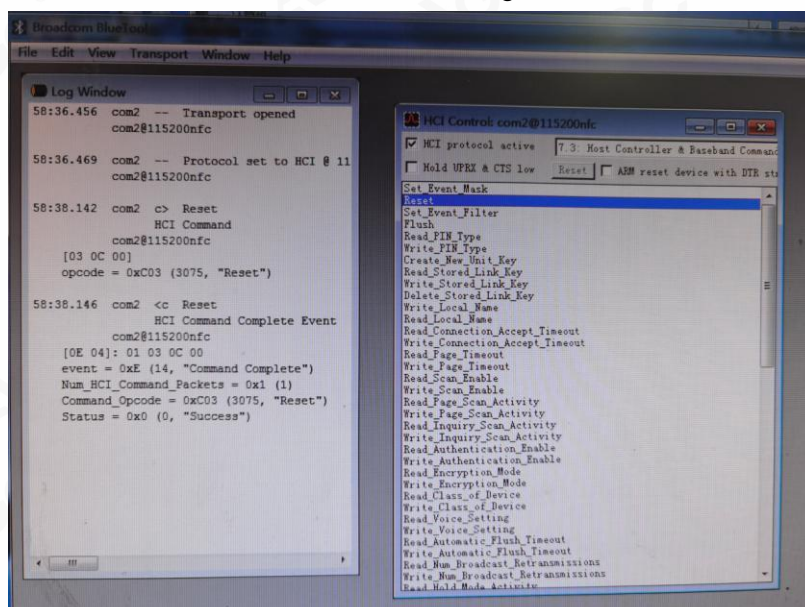 Broadcom BlueTool
File Edit View Transport Window Help
Log Window
58:36.456 com2 -- Transport opened
com2@115200nfc
58:36.469 com2 -- Protocol set to HCI @ 11
com2@115200nfc
58:38.142 com2 c> Reset
HCI Command
com2@115200nfc
[03 0C 00]
opcode = 0xC03 (3075, "Reset")
58:38.146 com2 <c Reset
HCI Command Complete Event
com2@115200nfc
[0E 04]: 01 03 0C 00
event = 0xE (14, "Command Complete")
Num_HCI_Command_Packets = 0x1 (1)
Command_Opcode = 0xC03 (3075, "Reset")
Status = 0x0 (0, "Success")
HCI Control: com2@115200nfc
HCI protocol active 7.3: Host Controller & Baseband Command
Hold UPRX & CTS low Reset ARM reset device with DTR st
Set_Event_Mask
Reset
Set_Event_Filter
Flush
Read_PIN_Type
Write_PIN_Type
Create_New_Unit_Key
Read_Stored_Link_Key
Write_Stored_Link_Key
Delete_Stored_Link_Key
Write_Local_Name
Read_Local_Name
Read_Connection_Accept_Timeout
Write_Connection_Accept_Timeout
Read_Page_Timeout
Write_Page_Timeout
Read_Scan_Enable
Write_Scan_Enable
Read_Page_Scan_Activity
Write_Page_Scan_Activity
Read_Inquiry_Scan_Activity
Write_Inquiry_Scan_Activity
Read_Authentication_Enable
Write_Authentication_Enable
Read_Encryption_Mode
Write_Encryption_Mode
Read_Class_of_Device
Write_Class_of_Device
Read_Voice_Setting
Write_Voice_Setting
Read_Automatic_Flush_Timeout
Write_Automatic_Flush_Timeout
Read_Num_Broadcast_Retransmissions
Write_Num_Broadcast_Retransmissions
Read_Hold_Mode_Activity